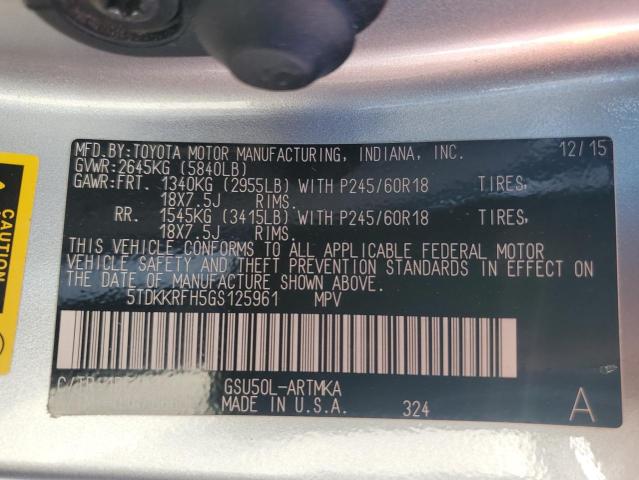 MFD.BY:TOYOTA MOTOR MANUFACTURING, INDIANA, INC. 12/15
GVWR:2645KG (5840LB)
GAWR:FRT. 1340KG (2955LB) WITH P245/60R18 TIRES,
18X7.5J RIMS.
RR. 1545KG (3415LB) WITH P245/60R18 TIRES,
18X7.5J RIMS.
THIS VEHICLE CONFORMS TO ALL APPLICABLE FEDERAL MOTOR
VEHICLE SAFETY AND THEFT PREVENTION STANDARDS IN EFFECT ON
THE DATE OF MANUFACTURE SHOWN ABOVE.
5TDKKRFH5GS125961 MPV
GSU50L-ARTMKA
MADE IN U.S.A. 324 A
CAUTION